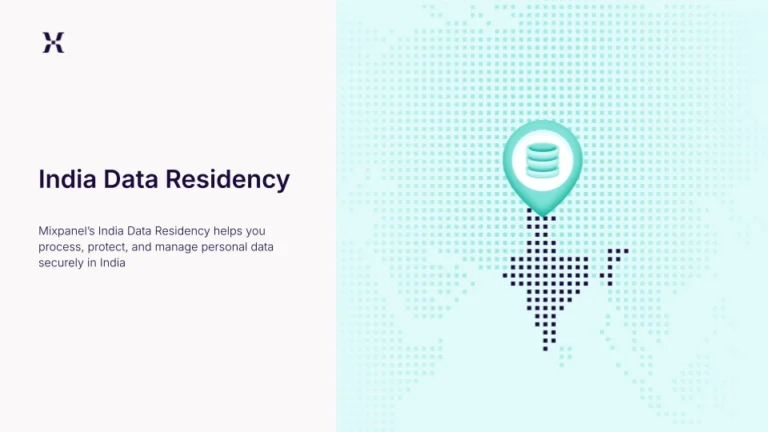 India Data Residency
Mixpanel's India Data Residency helps you
process, protect, and manage personal data
securely in India